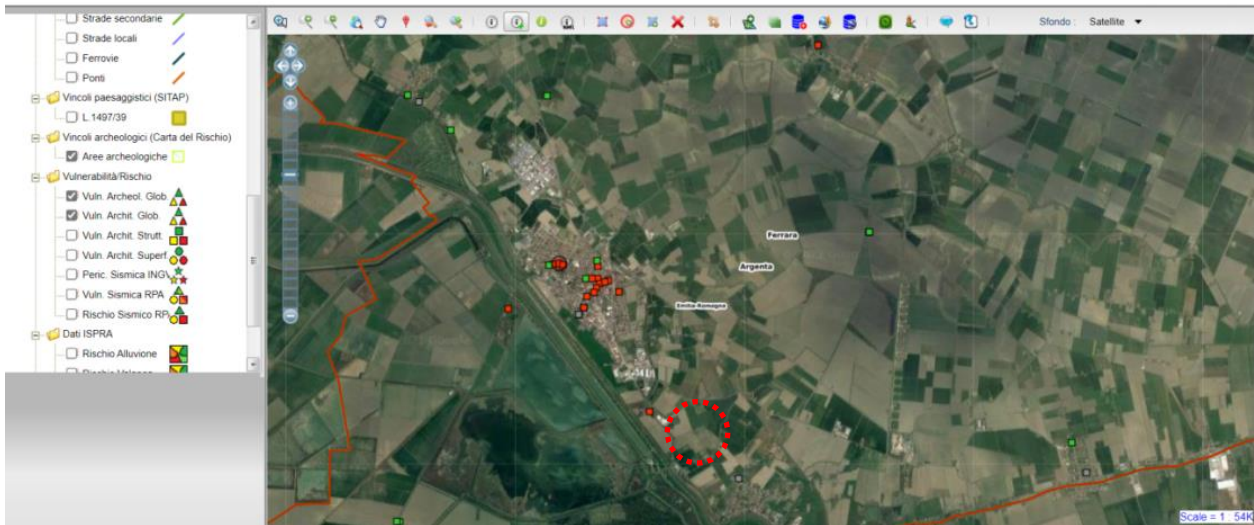 Strade secondarie
Strade locali
Ferrovie
Ponti
Vincoli paesaggistici (SITAP)
L.1497/39
Vincoli archeologici (Carta del Rischio)
Aree archeologiche
Vulnerabilità/Rischio
Vuln. Archeol. Glob.
Vuln. Archit. Glob.
Vuln. Archit. Strutt.
Vuln. Archit. Superf.
Peric. Sismica INGV
Vuln. Sismica RPA
Rischio Sismico RP
Dati ISPRA
Rischio Alluvione
Sfondo : Satellite
Ferrara
Argenta
Emilia-Romagna
Scale = 1 : 54K